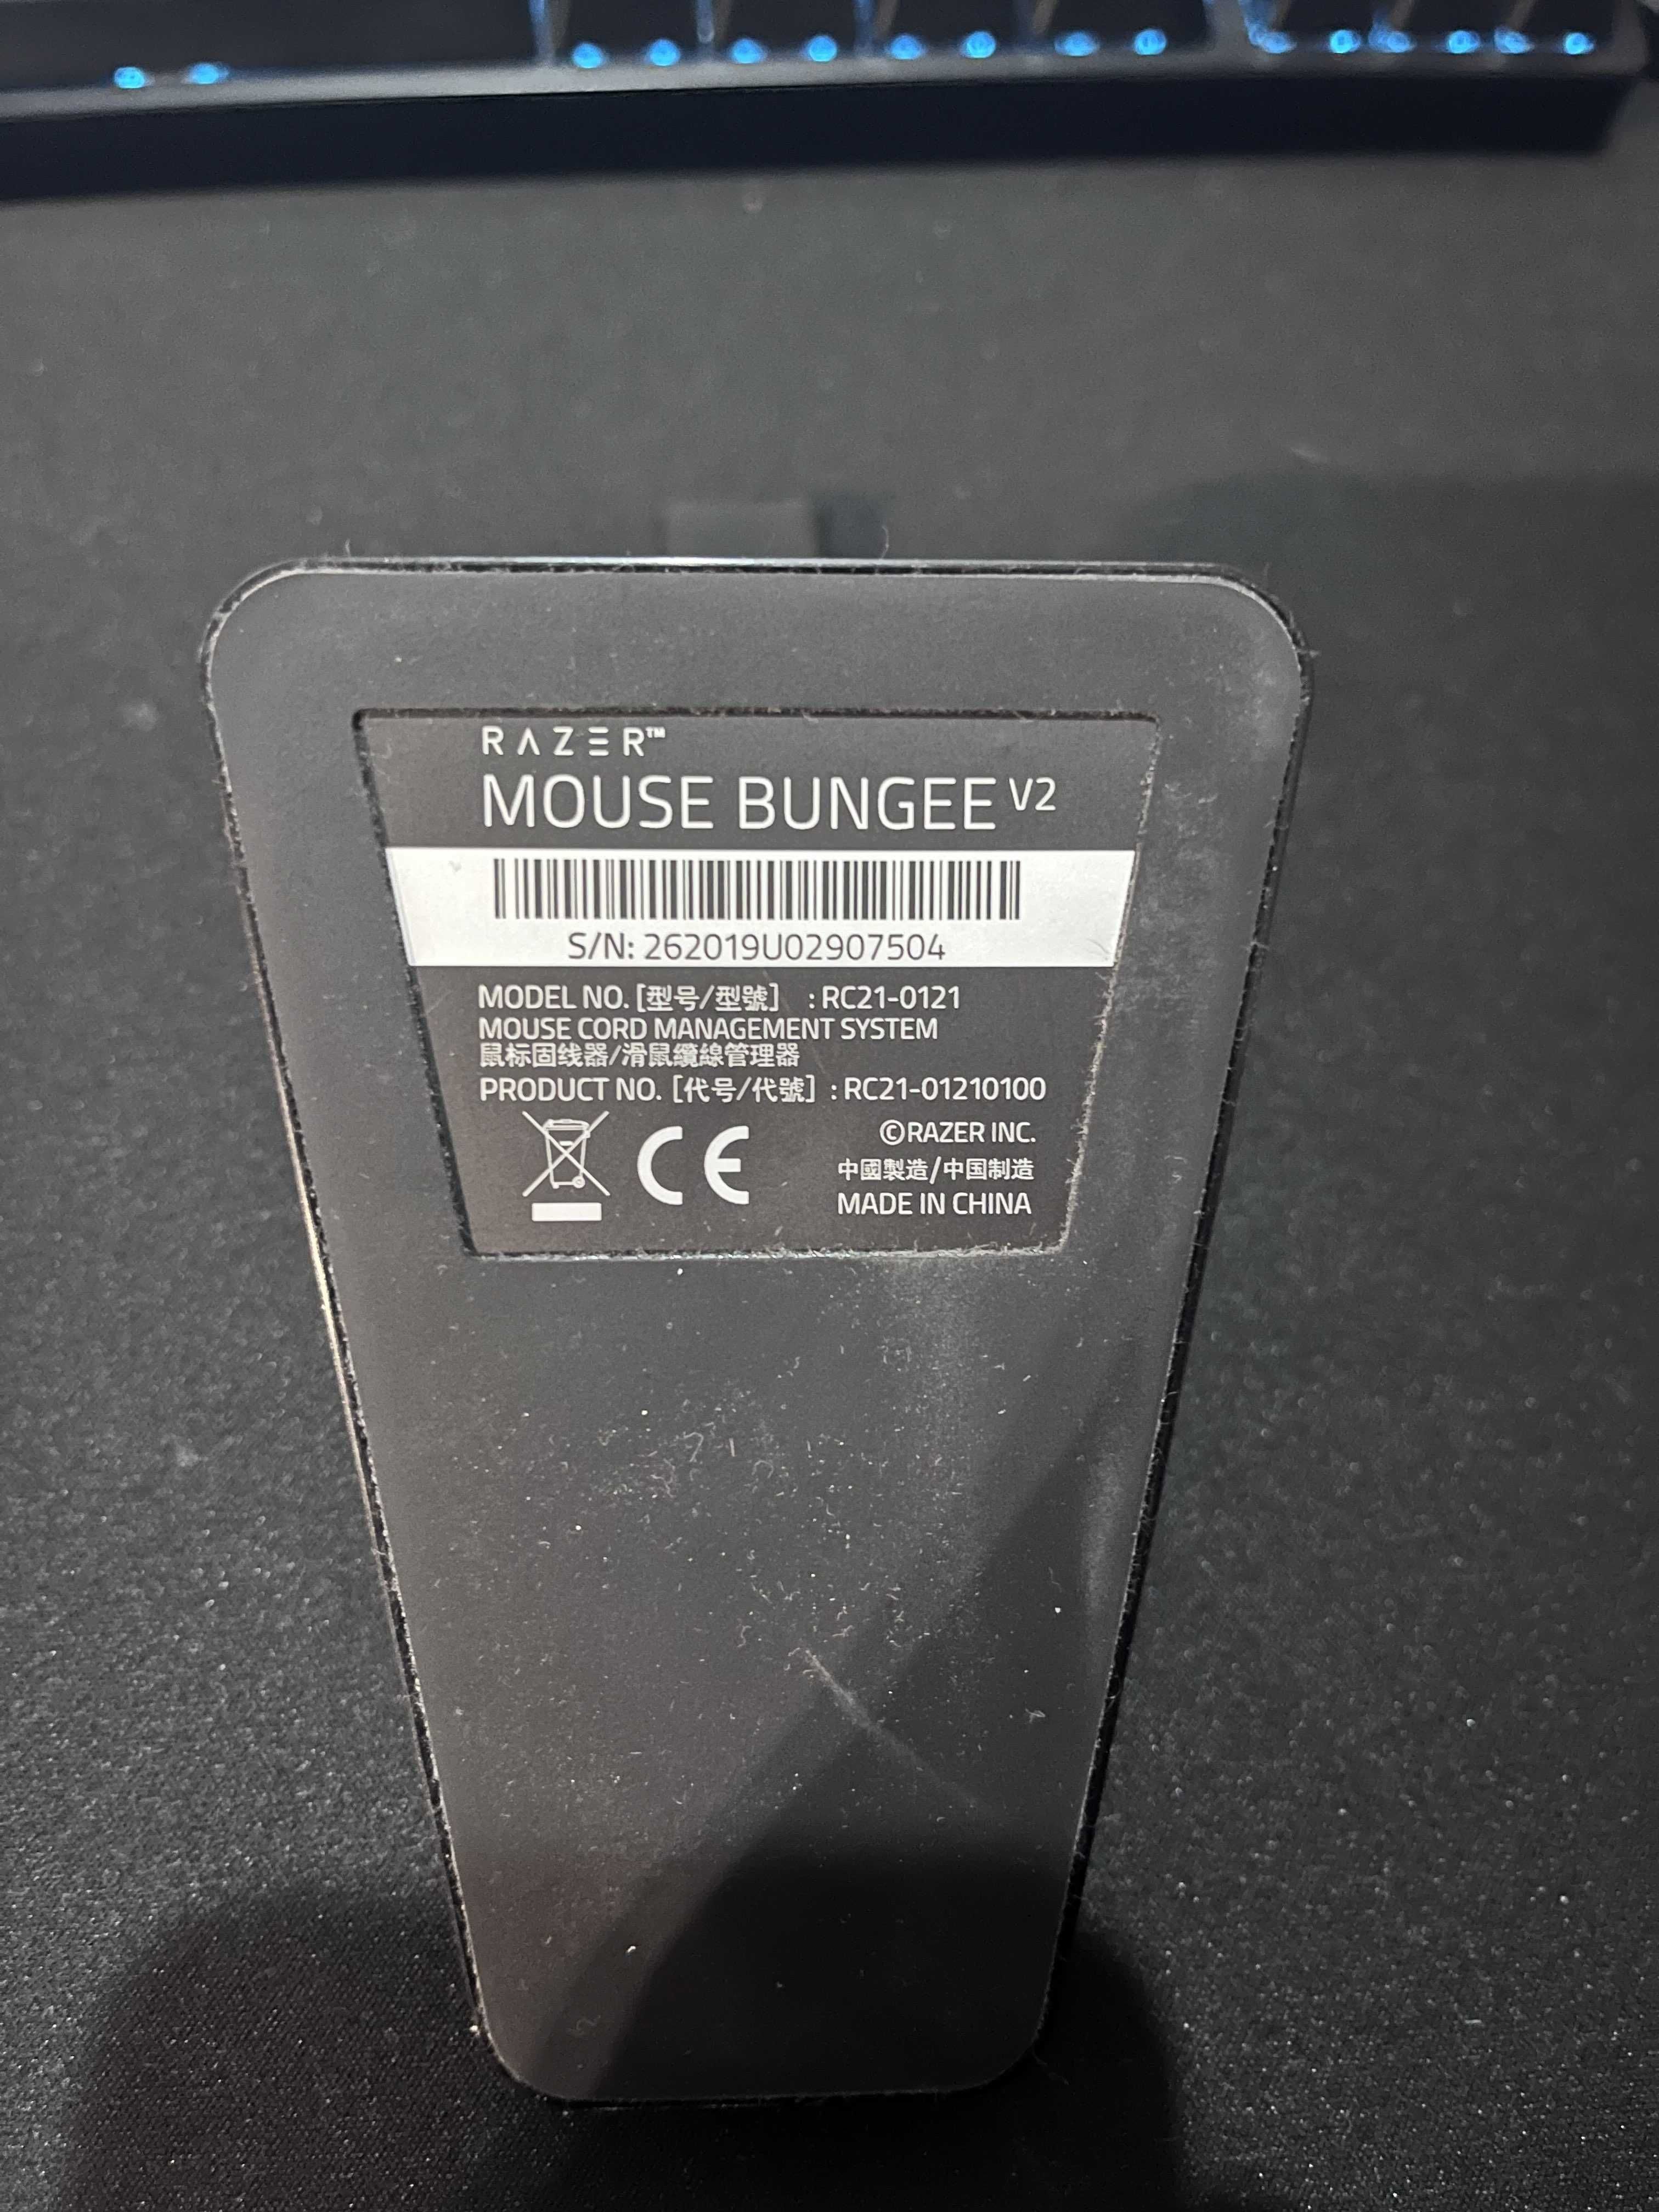 RAZER™
MOUSE BUNGEE V2
S/N: 262019U02907504
MODEL NO. [型号/型號] : RC21-0121
MOUSE CORD MANAGEMENT SYSTEM
鼠标固线器/滑鼠纜線管理器
PRODUCT NO. [代号/代號] : RC21-01210100
CE
©RAZER INC.
中國製造/中国制造
MADE IN CHINA